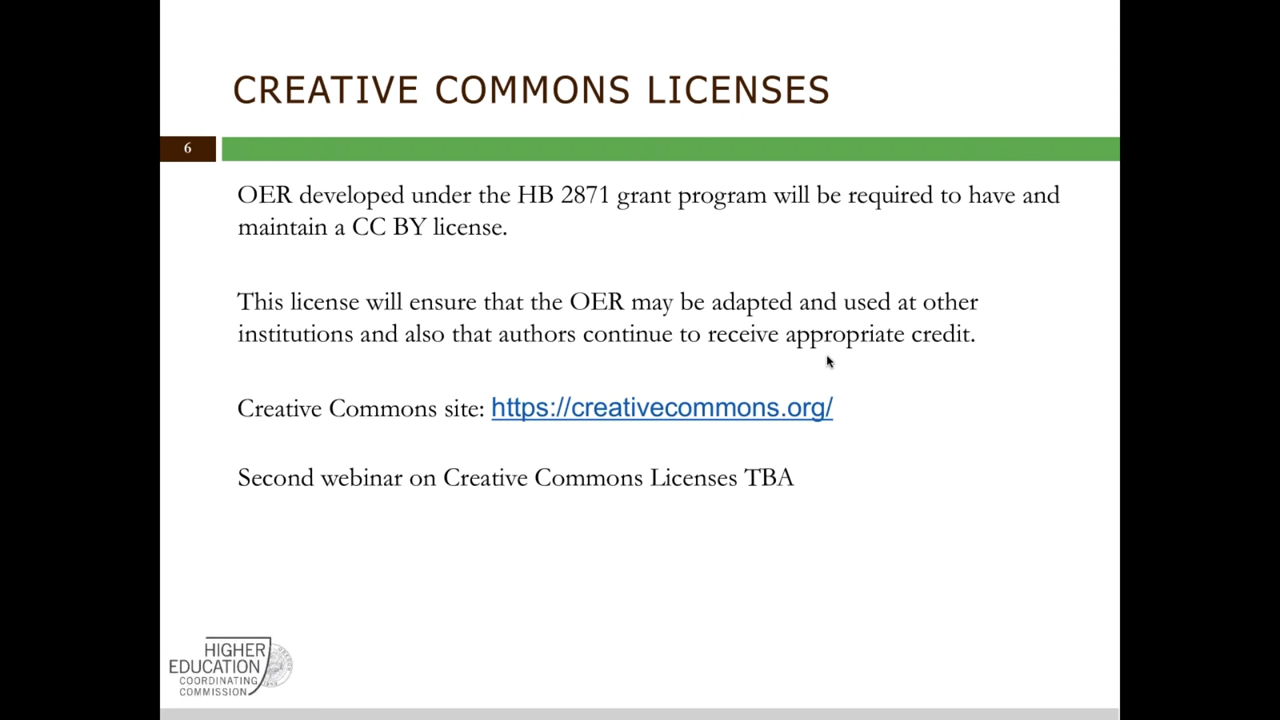 CREATIVE COMMONS LICENSES
6
OER developed under the HB 2871 grant program will be required to have and
maintain a CC BY license.
This license will ensure that the OER may be adapted and used at other
institutions and also that authors continue to receive appropriate credit.
Creative Commons site: https://creativecommons.org/
Second webinar on Creative Commons Licenses TBA
HIGHER
EDUCATION
COORDINATING
COMMISSION